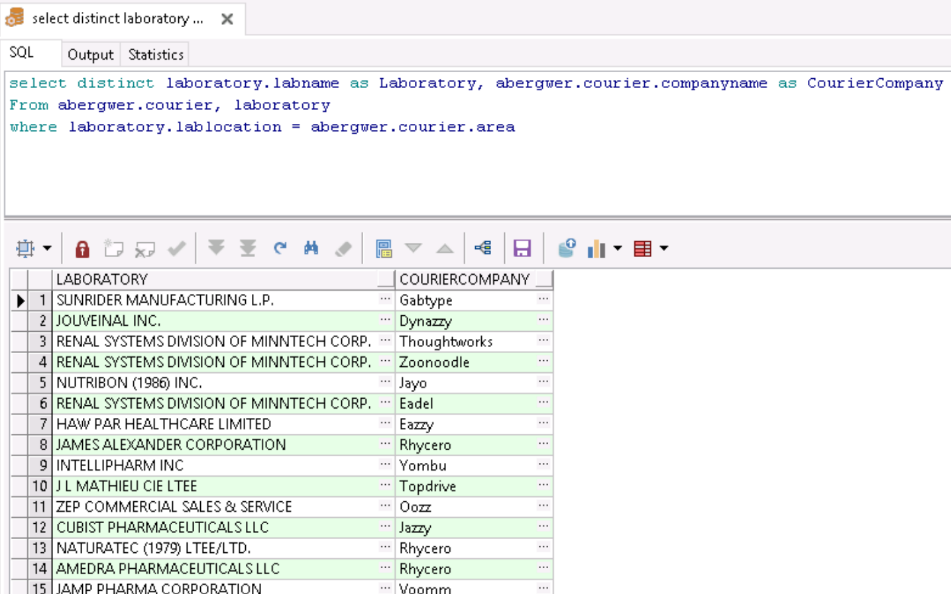 select distinct laboratory ...
SQL Output Statistics
select distinct laboratory.labname as Laboratory, abergwer.courier.companyname as CourierCompany
From abergwer.courier, laboratory
where laboratory.lablocation = abergwer.courier.area
LABORATORY COURIERCOMPANY
1 SUNRIDER MANUFACTURING L.P. ... Gabtype ...
2 JOUVEINAL INC. ... Dynazzy ...
3 RENAL SYSTEMS DIVISION OF MINNTECH CORP. ... Thoughtworks ...
4 RENAL SYSTEMS DIVISION OF MINNTECH CORP. ... Zoonoodle ...
5 NUTRIBON (1986) INC. ... Jayo ...
6 RENAL SYSTEMS DIVISION OF MINNTECH CORP. ... Eadel ...
7 HAW PAR HEALTHCARE LIMITED ... Eazzy ...
8 JAMES ALEXANDER CORPORATION ... Rhycero ...
9 INTELLIPHARM INC ... Yombu ...
10 J L MATHIEU CIE LTEE ... Topdrive ...
11 ZEP COMMERCIAL SALES & SERVICE ... Oozz ...
12 CUBIST PHARMACEUTICALS LLC ... Jazzy ...
13 NATURATEC (1979) LTEE/LTD. ... Rhycero ...
14 AMEDRA PHARMACEUTICALS LLC ... Rhycero ...
15 JAMP PHARMA CORPORATION ... Voomm ...